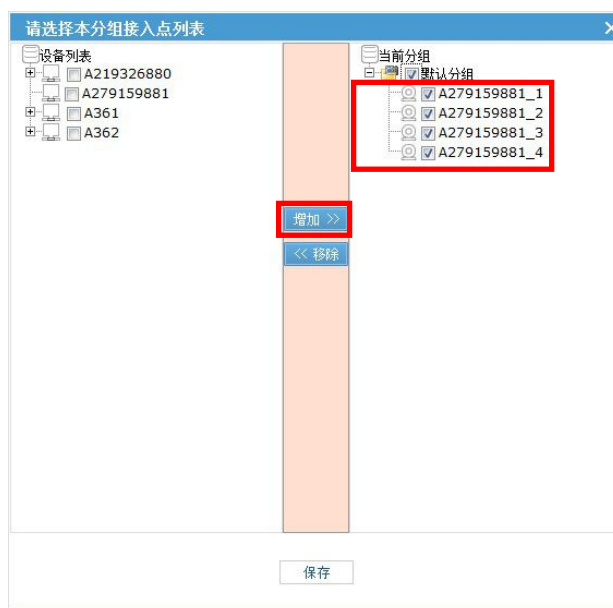 请选择本分组接入点列表
设备列表
A219326880
A279159881
A361
A362
增加 >>
<< 移除
当前分组
默认分组
A279159881_1
A279159881_2
A279159881_3
A279159881_4
保存